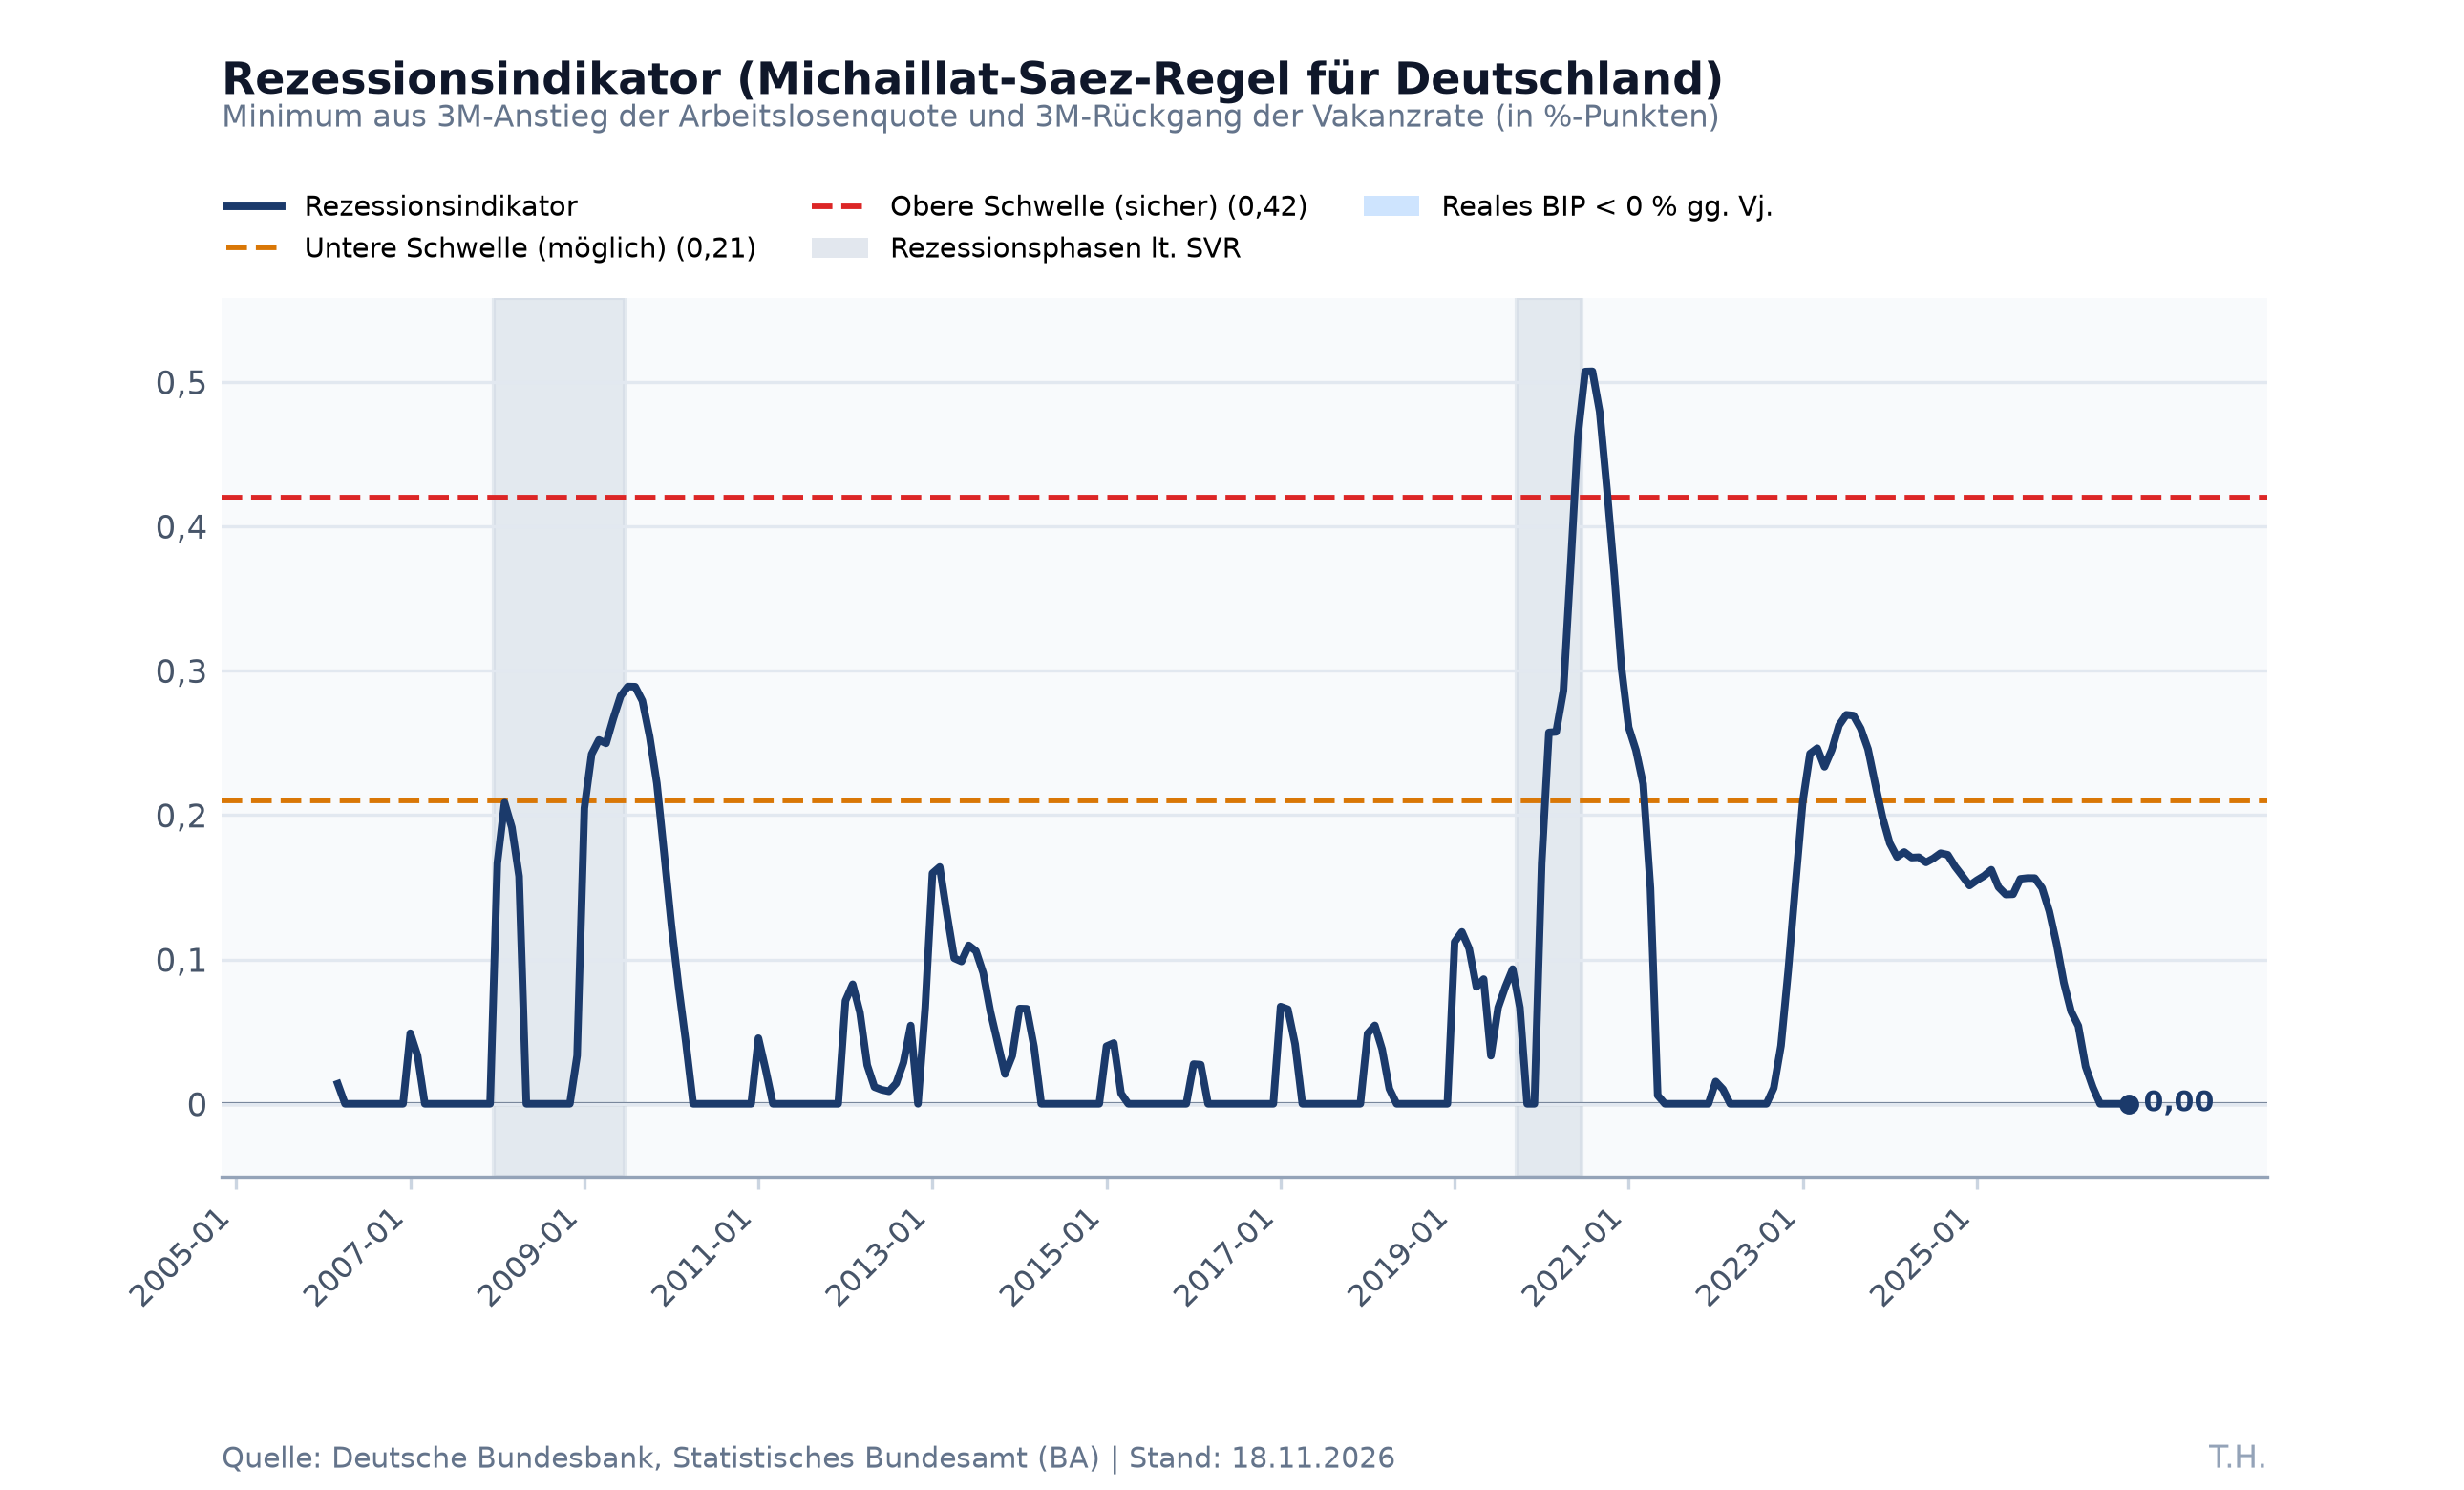 Rezessionsindikator (Michaillat-Saez-Regel für Deutschland)
Minimum aus 3M-Anstieg der Arbeitslosenquote und 3M-Rückgang der Vakanzrate (in %-Punkten)
Rezessionsindikator
Untere Schwelle (möglich) (0,21)
Obere Schwelle (sicher) (0,42)
Rezessionsphasen lt. SVR
Reales BIP < 0 % gg. Vj.
0,5
0,4
0,3
0,2
0,1
0
0,00
2005-01
2007-01
2009-01
2011-01
2013-01
2015-01
2017-01
2019-01
2021-01
2023-01
2025-01
Quelle: Deutsche Bundesbank, Statistisches Bundesamt (BA) | Stand: 18.11.2026
T.H.